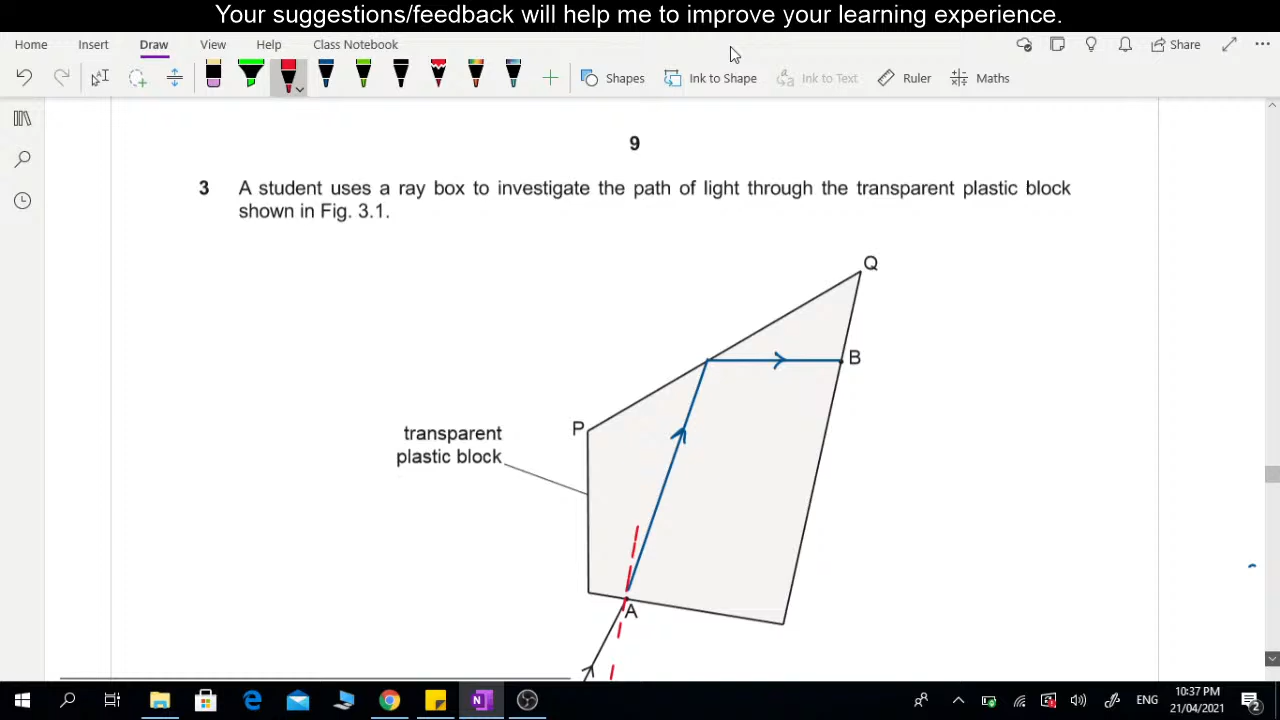 Your suggestions/feedback will help me to improve your learning experience.
Home Insert Draw View Help Class Notebook Share
Shapes Ink to Shape Ink to Text Ruler Maths
9
3 A student uses a ray box to investigate the path of light through the transparent plastic block
shown in Fig. 3.1.
Q
B
P
transparent
plastic block
A
ENG
10:37 PM
21/04/2021
2